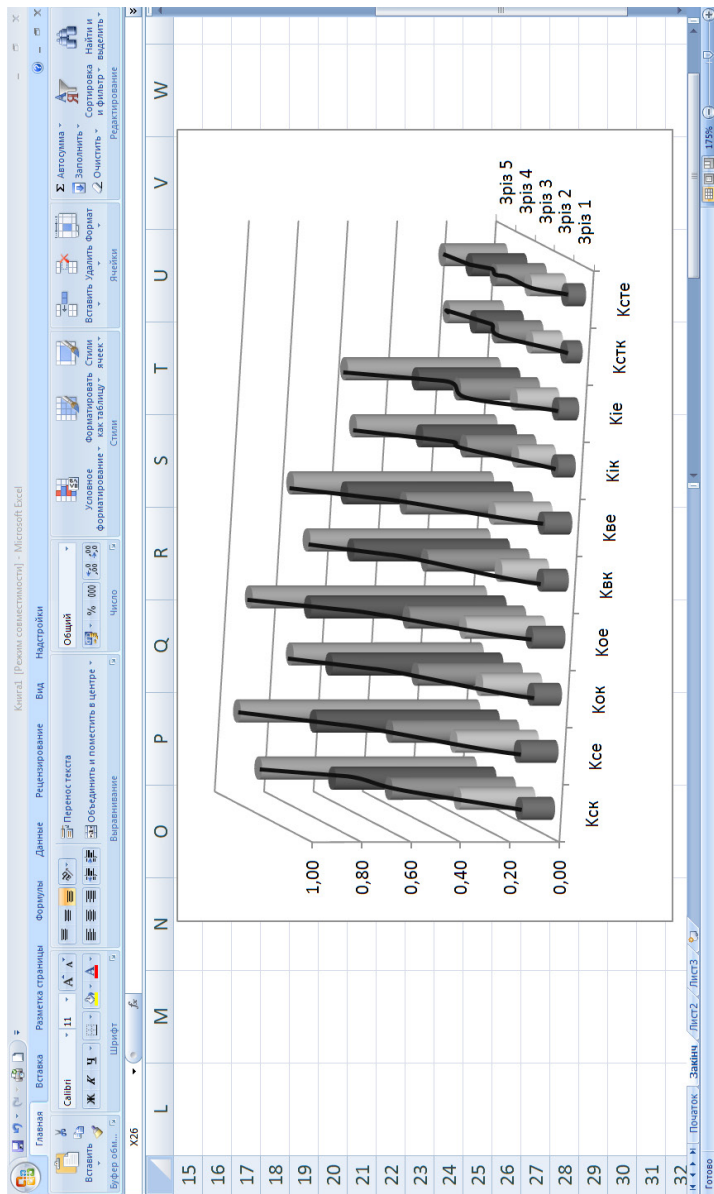 Книга1 [Режим совместимости] - Microsoft Excel
Главная Вставка Разметка страницы Формулы Данные Рецензирование Вид Надстройки
Вставить
Буфер обм...
Calibri 11
Ж К Ч
Шрифт
Перенос текста
Объединить и поместить в центре
Выравнивание
Общий
% 000
Число
Условное форматирование
Форматировать как таблицу
Стили ячеек
Стили
Вставить Удалить Формат
Ячейки
Σ Автосумма
Заполнить
Очистить
Сортировка и фильтр
Найти и выделить
Редактирование
X26
fx
L M N O P Q R S T U V W
15
16
17
18
19
20
21
22
23
24
25
26
27
28
29
30
31
32
1,00
0,80
0,60
0,40
0,20
0,00
Кск Ксе Кок Кое Квк Кве Кік Кіе Кстк Ксте
Зріз 5
Зріз 4
Зріз 3
Зріз 2
Зріз 1
Початок Закінч Лист2 Лист3
Готово
175%